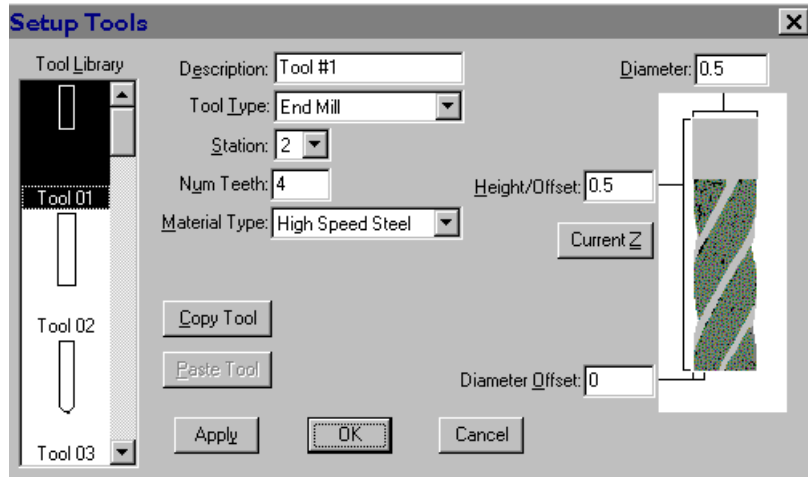 Setup Tools
Tool Library
Tool 01
Tool 02
Tool 03
Description: Tool #1
Tool Type: End Mill
Station: 2
Num Teeth: 4
Material Type: High Speed Steel
Diameter: 0.5
Height/Offset: 0.5
Current Z
Copy Tool
Paste Tool
Diameter Offset: 0
Apply
OK
Cancel